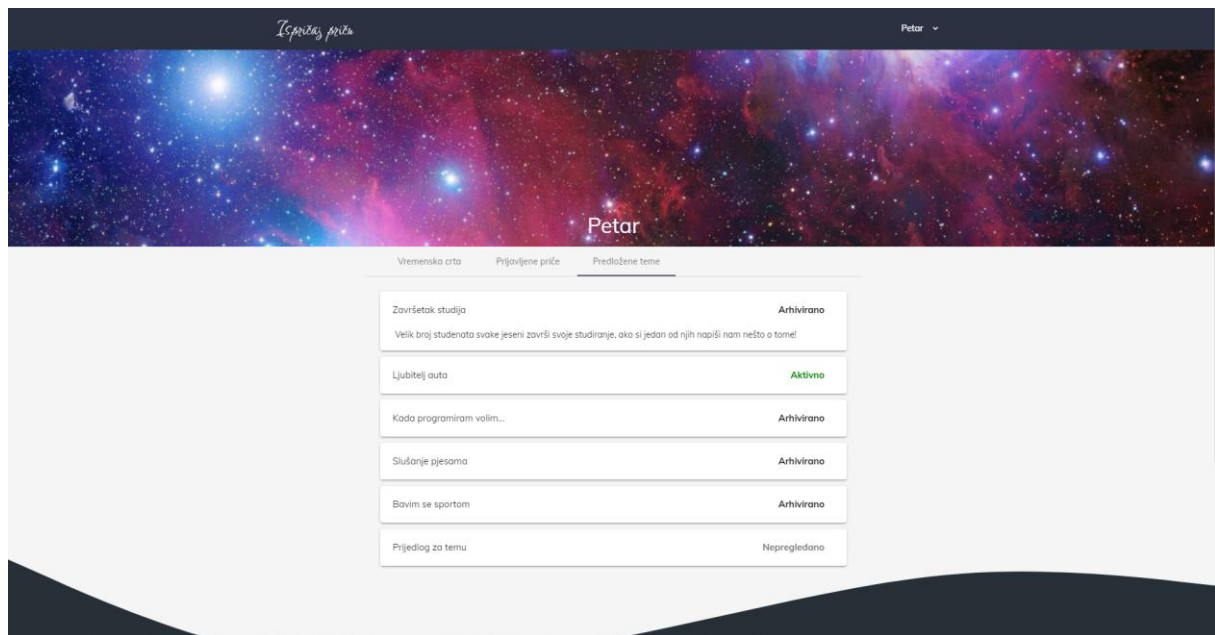 Ispričaj priču
Petar
Petar
Vremenska crta Prijavljene priče Predložene teme
Završetak studija Arhivirano
Velik broj studenata svake jeseni završi svoje studiranje, ako si jedan od njih napiši nam nešto o tome!
Ljubitelj auta Aktivno
Kada programiram volim... Arhivirano
Slušanje pjesama Arhivirano
Bavim se sportom Arhivirano
Prijedlog za temu Nepregledano